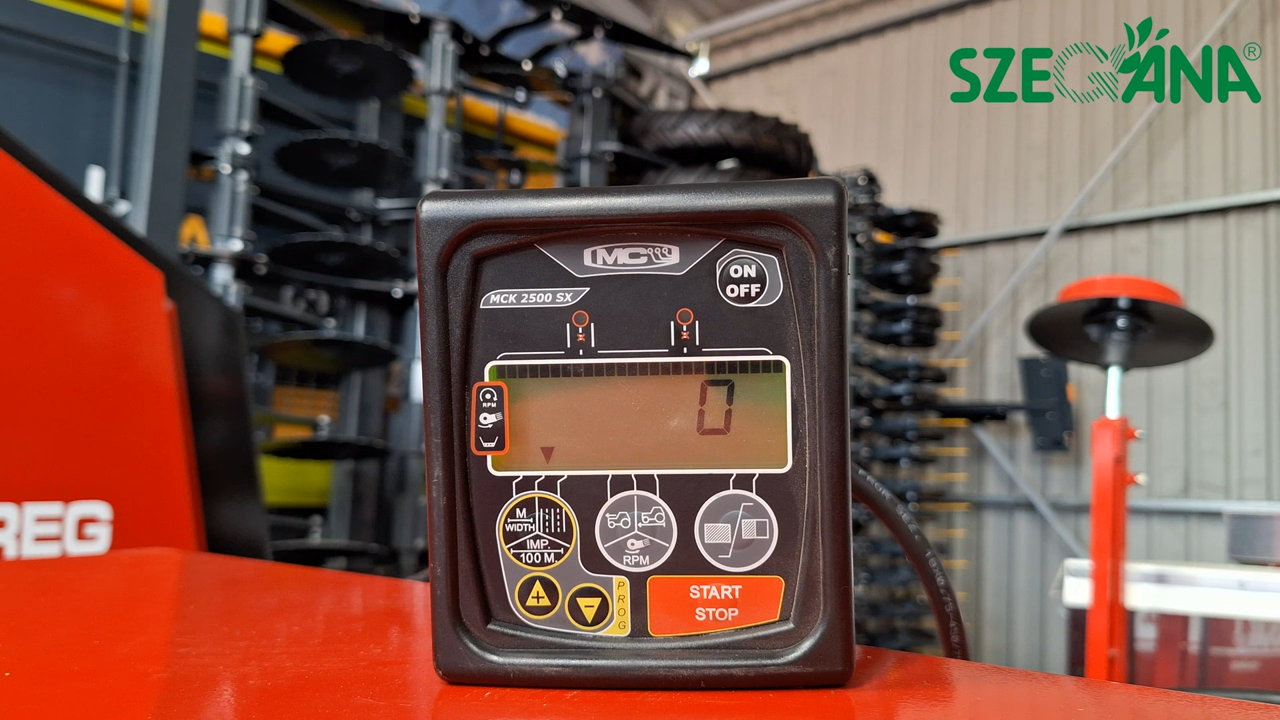 SZEGÁNA®
MC
ON
OFF
MCK 2500 SX
0
RPM
M
WIDTH
IMP.
100 M.
RPM
PROG
START
STOP
REG